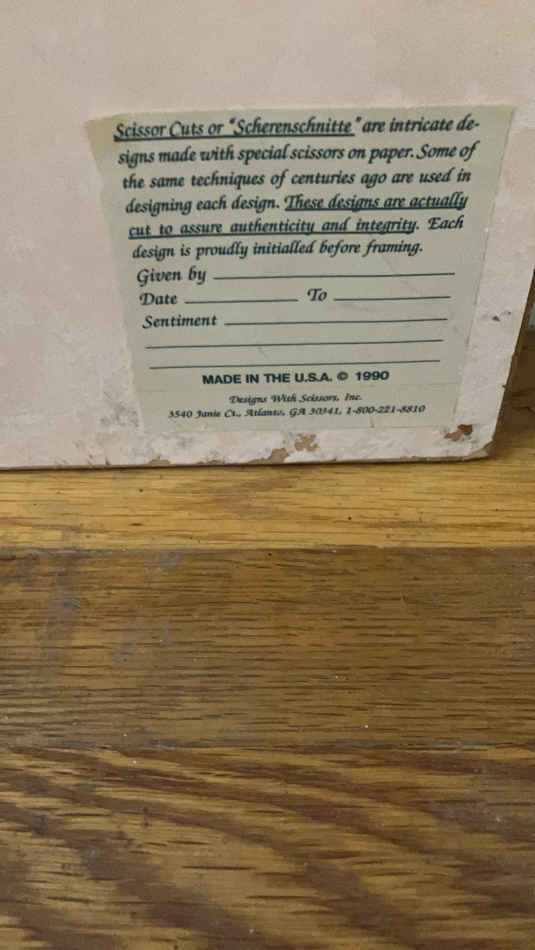 Scissor Cuts or "Scherenschnitte" are intricate de-
signs made with special scissors on paper. Some of
the same techniques of centuries ago are used in
designing each design. These designs are actually
cut to assure authenticity and integrity. Each
design is proudly initialled before framing.
Given by
Date To
Sentiment
MADE IN THE U.S.A. © 1990
Designs With Scissors, Inc.
3540 Janie Ct., Atlanta, GA 30341, 1-800-221-8810